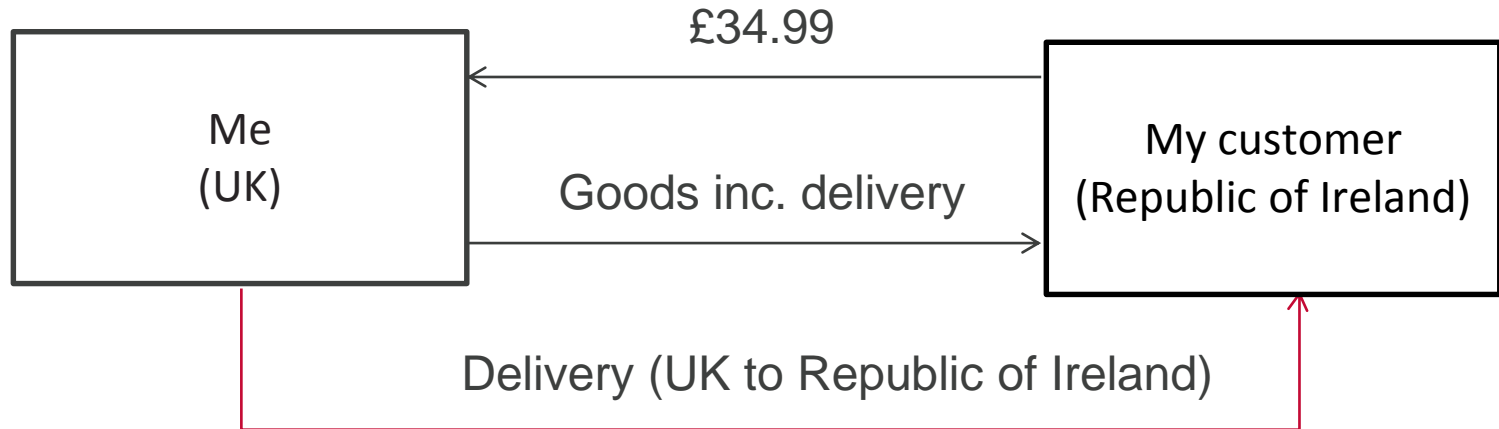 £34.99
Me
(UK)
My customer
(Republic of Ireland)
Goods inc. delivery
Delivery (UK to Republic of Ireland)